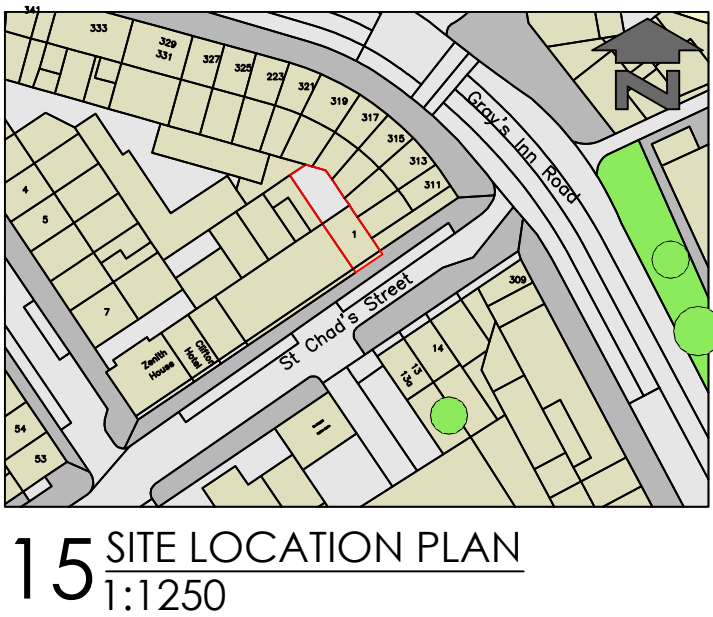 341
333
329
331
327
325
223
321
319
317
315
313
311
Gray's Inn Road
N
4
5
7
1
309
St Chad's Street
Zenith
House
Clifton
Hotel
14
13
13a
11
54
53
15 SITE LOCATION PLAN
1:1250